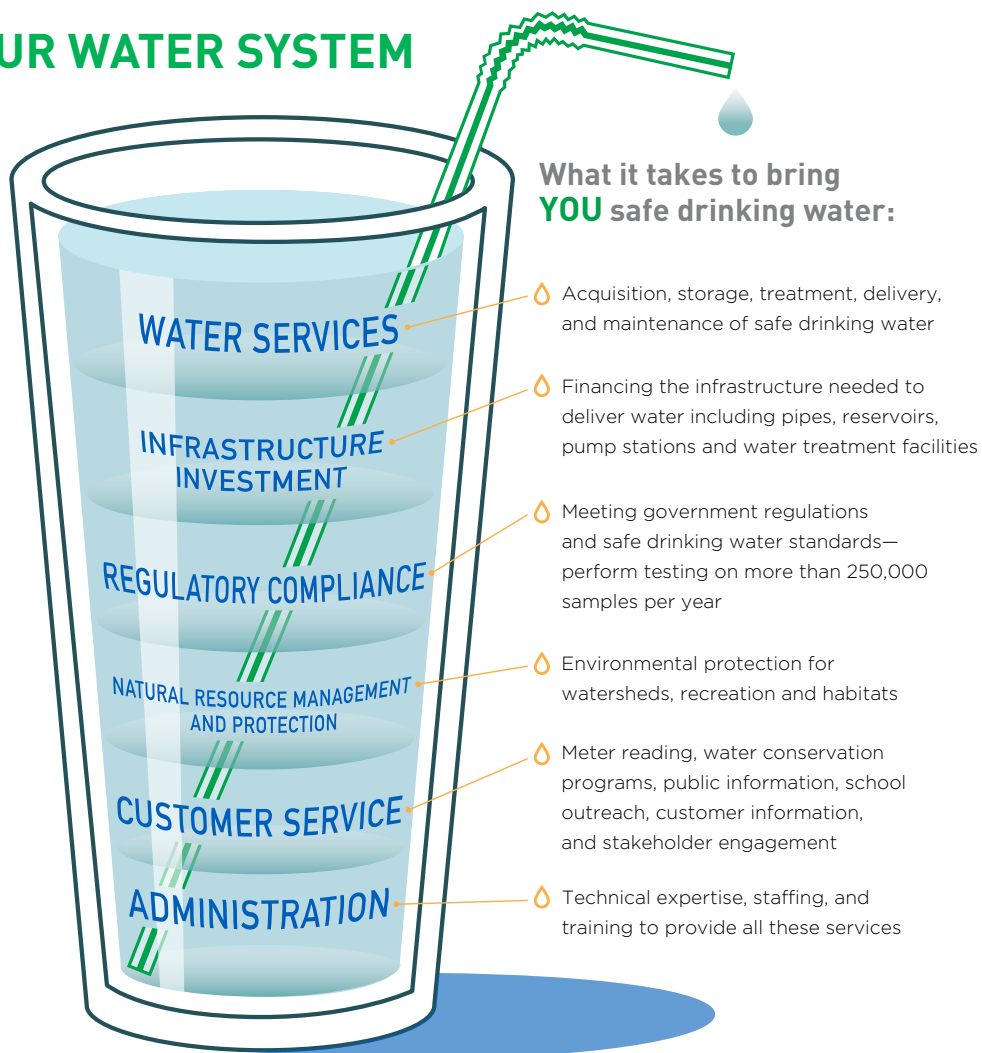 UR WATER SYSTEM
What it takes to bring
YOU safe drinking water:
WATER SERVICES
Acquisition, storage, treatment, delivery,
and maintenance of safe drinking water
INFRASTRUCTURE
INVESTMENT
Financing the infrastructure needed to
deliver water including pipes, reservoirs,
pump stations and water treatment facilities
REGULATORY COMPLIANCE
Meeting government regulations
and safe drinking water standards—
perform testing on more than 250,000
samples per year
NATURAL RESOURCE MANAGEMENT
AND PROTECTION
Environmental protection for
watersheds, recreation and habitats
CUSTOMER SERVICE
Meter reading, water conservation
programs, public information, school
outreach, customer information,
and stakeholder engagement
ADMINISTRATION
Technical expertise, staffing, and
training to provide all these services